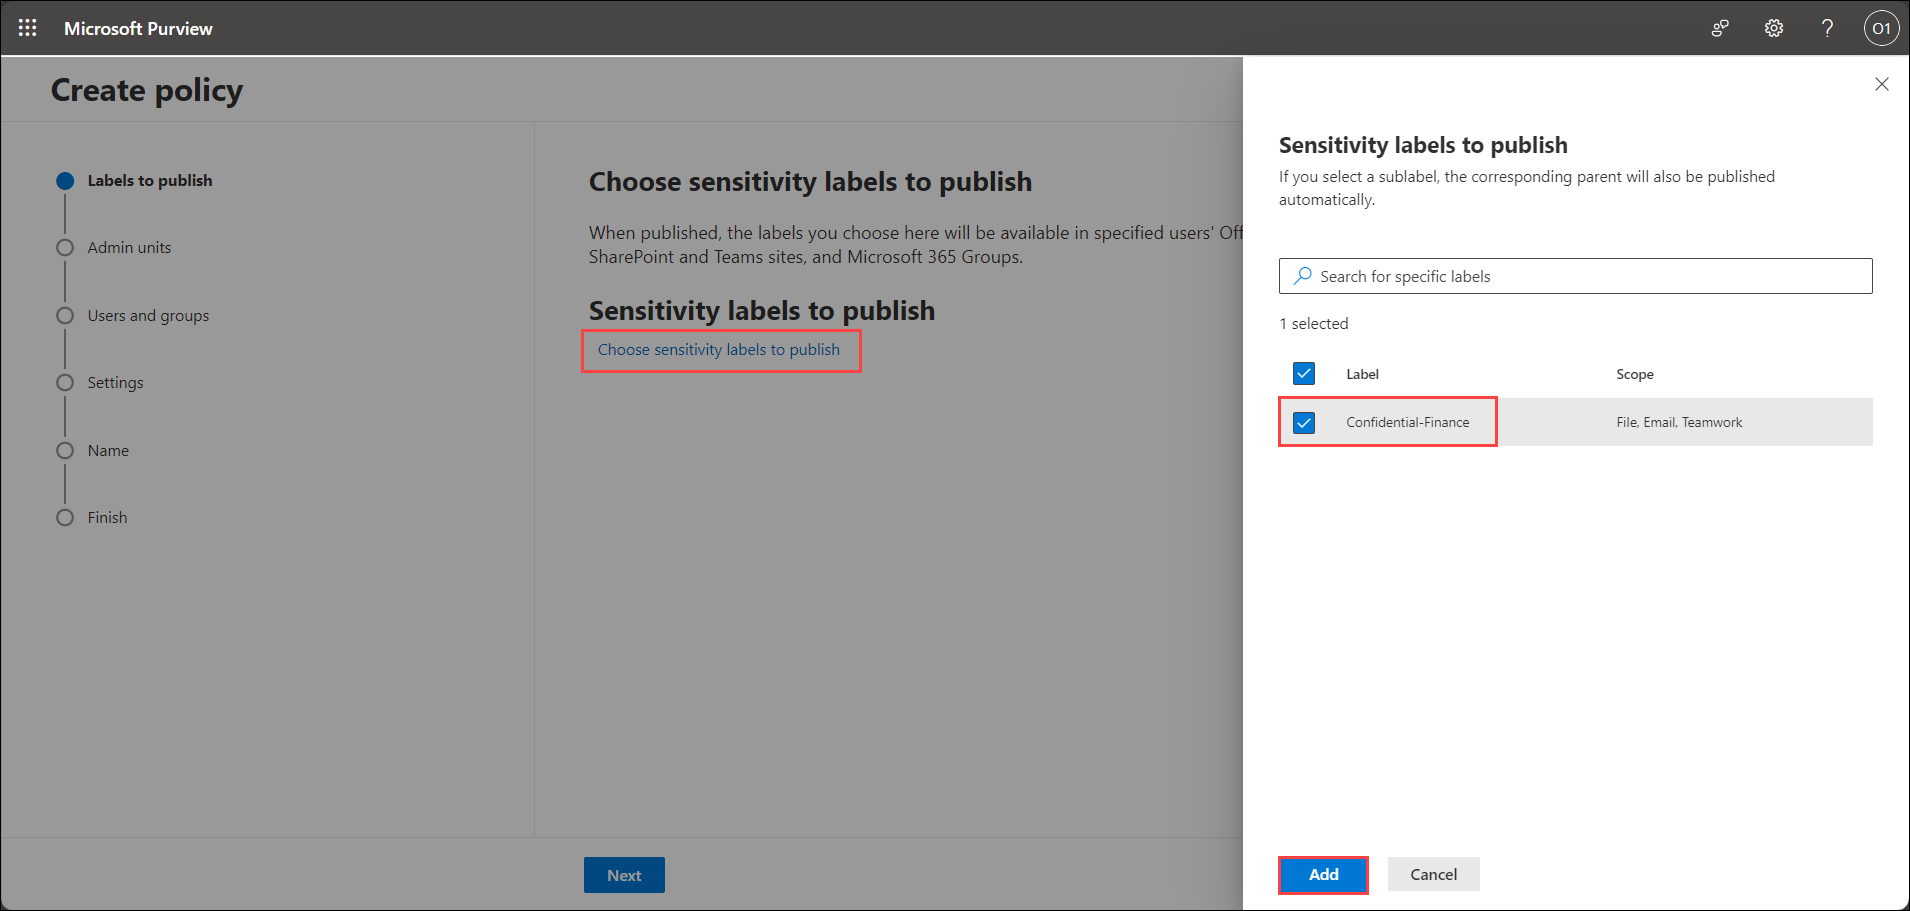 Microsoft Purview
?
O1
Create policy
Labels to publish
Admin units
Users and groups
Settings
Name
Finish
Choose sensitivity labels to publish
When published, the labels you choose here will be available in specified users' Off
SharePoint and Teams sites, and Microsoft 365 Groups.
Sensitivity labels to publish
Choose sensitivity labels to publish
Next
Sensitivity labels to publish
If you select a sublabel, the corresponding parent will also be published
automatically.
Search for specific labels
1 selected
Label Scope
Confidential-Finance File, Email, Teamwork
Add Cancel